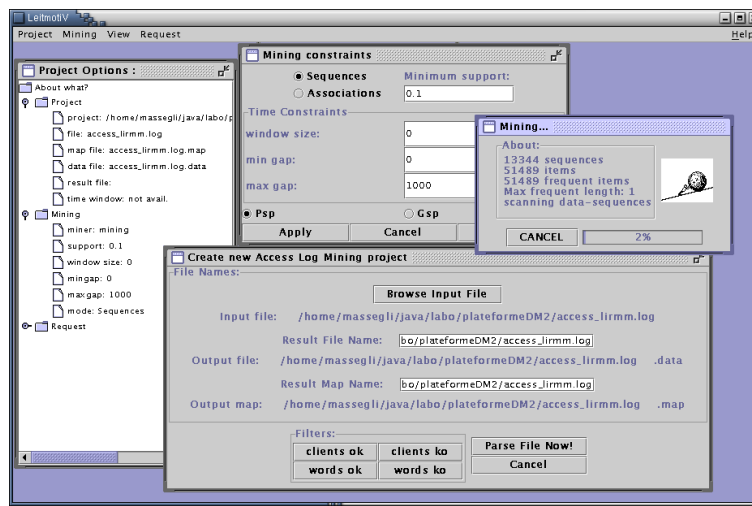 LeitmotiV
Project Mining View Request Help
Project Options :
About what?
Project
project: /home/massegli/java/labo/p
file: access_lirmm.log
map file: access_lirmm.log.map
data file: access_lirmm.log.data
result file:
time window: not avail.
Mining
miner: mining
support: 0.1
window size: 0
mingap: 0
maxgap: 1000
mode: Sequences
Request
Mining constraints
Sequences Minimum support:
Associations 0.1
Time Constraints
window size: 0
min gap: 0
max gap: 1000
Psp Gsp
Apply Cancel
Mining...
About:
13344 sequences
51489 items
51489 frequent items
Max frequent length: 1
scanning data-sequences
CANCEL 2%
Create new Access Log Mining project
File Names:
Browse Input File
Input file: /home/massegli/java/labo/plateformeDM2/access_lirmm.log
Result File Name: bo/plateformeDM2/access_lirmm.log
Output file: /home/massegli/java/labo/plateformeDM2/access_lirmm.log .data
Result Map Name: bo/plateformeDM2/access_lirmm.log
Output map: /home/massegli/java/labo/plateformeDM2/access_lirmm.log .map
Filters:
clients ok clients ko Parse File Now!
words ok words ko Cancel